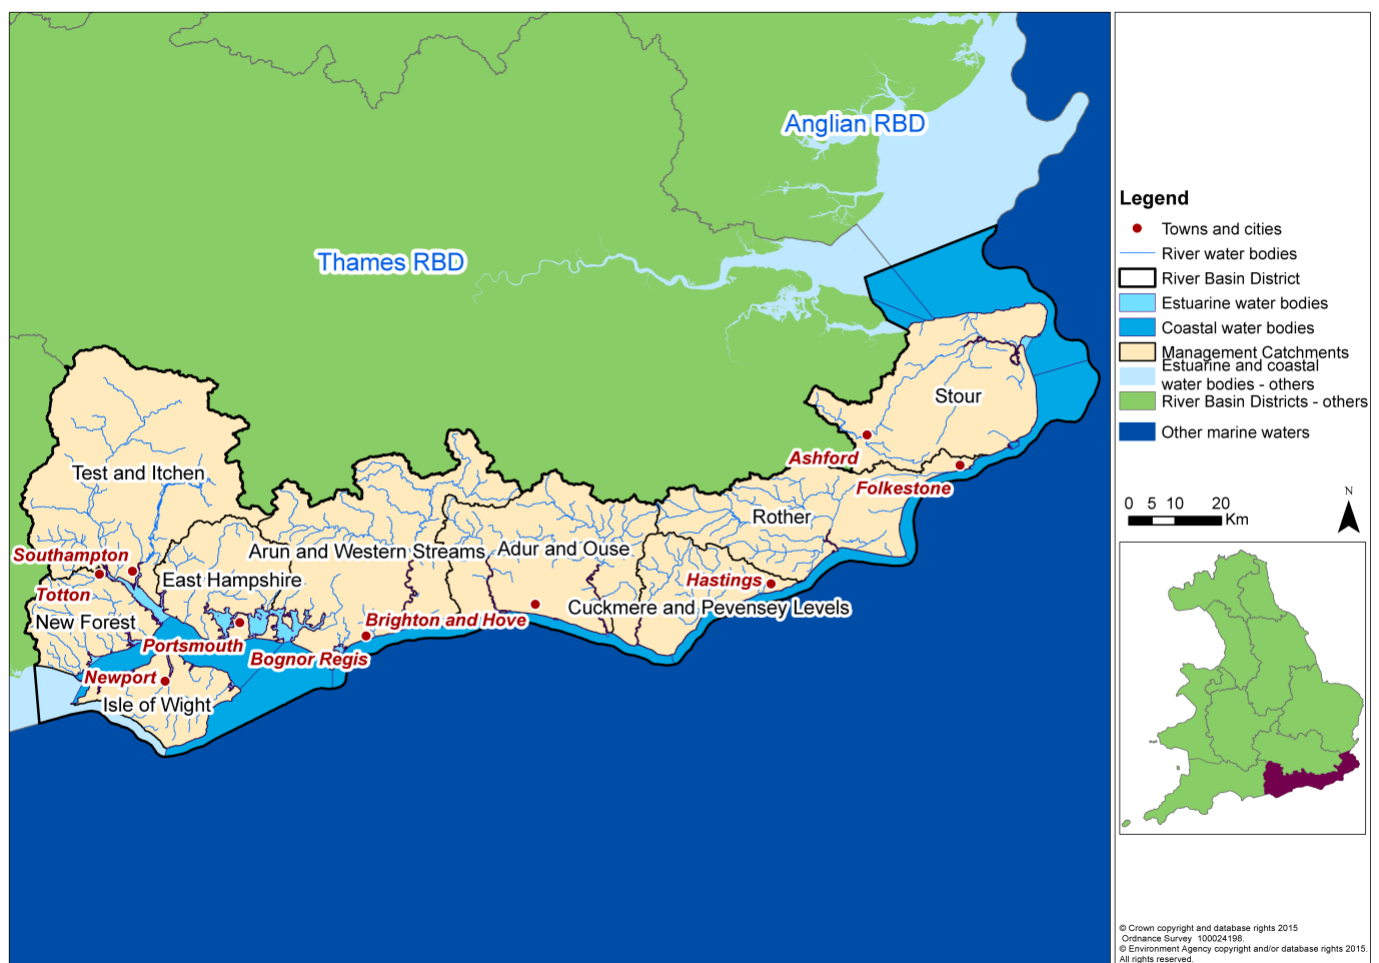 Anglian RBD
Thames RBD
Stour
Ashford
Folkestone
Test and Itchen
Rother
Southampton
Arun and Western Streams
Adur and Ouse
East Hampshire
Hastings
Totton
Cuckmere and Pevensey Levels
New Forest
Brighton and Hove
Portsmouth
Bognor Regis
Newport
Isle of Wight
Legend
Towns and cities
River water bodies
River Basin District
Estuarine water bodies
Coastal water bodies
Management Catchments
Estuarine and coastal
water bodies - others
River Basin Districts - others
Other marine waters
0 5 10 20
Km
N
© Crown copyright and database rights 2015
Ordnance Survey 100024198.
© Environment Agency copyright and/or database rights 2015.
All rights reserved.